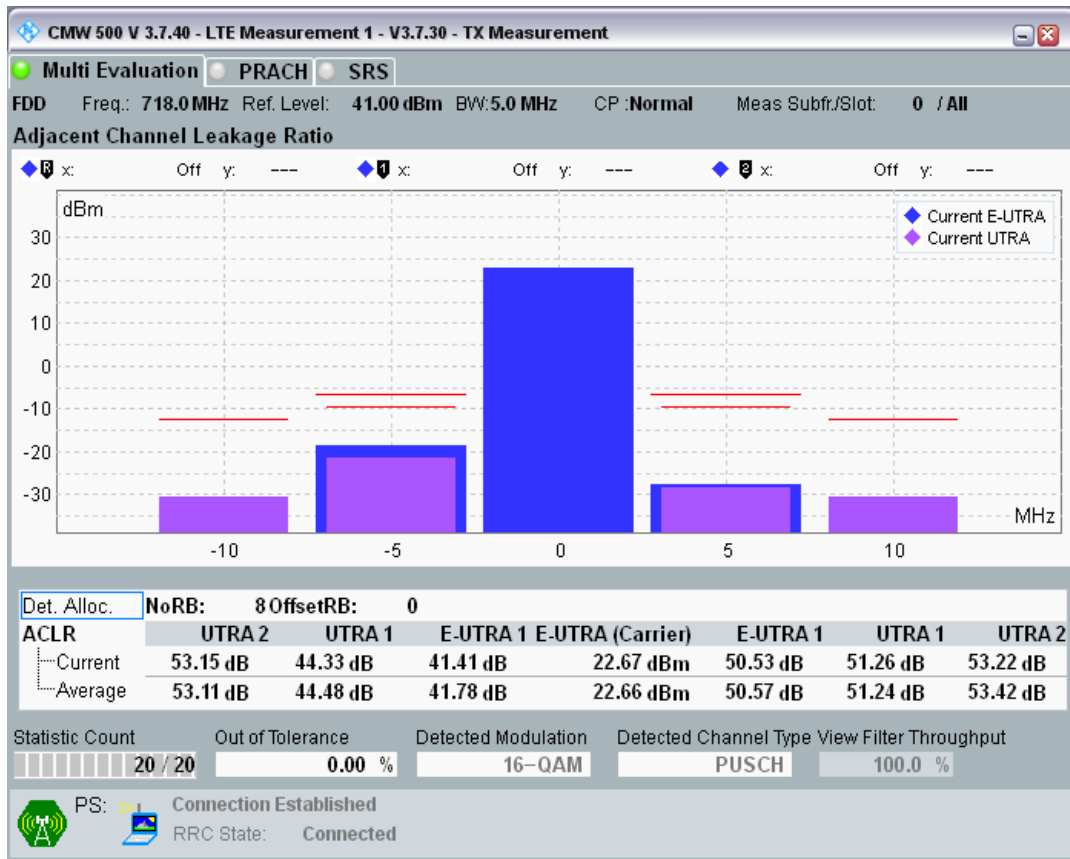 CMW 500 V 3.7.40 - LTE Measurement 1 - V3.7.30 - TX Measurement
Multi Evaluation PRACH SRS
FDD Freq.: 718.0 MHz Ref. Level: 41.00 dBm BW:5.0 MHz CP :Normal Meas Subfr./Slot: 0 / All
Adjacent Channel Leakage Ratio
R x: Off y: --- 1 x: Off y: --- 2 x: Off y: ---
dBm
Current E-UTRA
Current UTRA
30
20
10
0
-10
-20
-30
MHz
-10 -5 0 5 10
Det. Alloc. NoRB: 8 OffsetRB: 0
ACLR UTRA 2 UTRA 1 E-UTRA 1 E-UTRA (Carrier) E-UTRA 1 UTRA 1 UTRA 2
Current 53.15 dB 44.33 dB 41.41 dB 22.67 dBm 50.53 dB 51.26 dB 53.22 dB
Average 53.11 dB 44.48 dB 41.78 dB 22.66 dBm 50.57 dB 51.24 dB 53.42 dB
Statistic Count Out of Tolerance Detected Modulation Detected Channel Type View Filter Throughput
20 / 20 0.00 % 16-QAM PUSCH 100.0 %
PS: Connection Established
RRC State: Connected